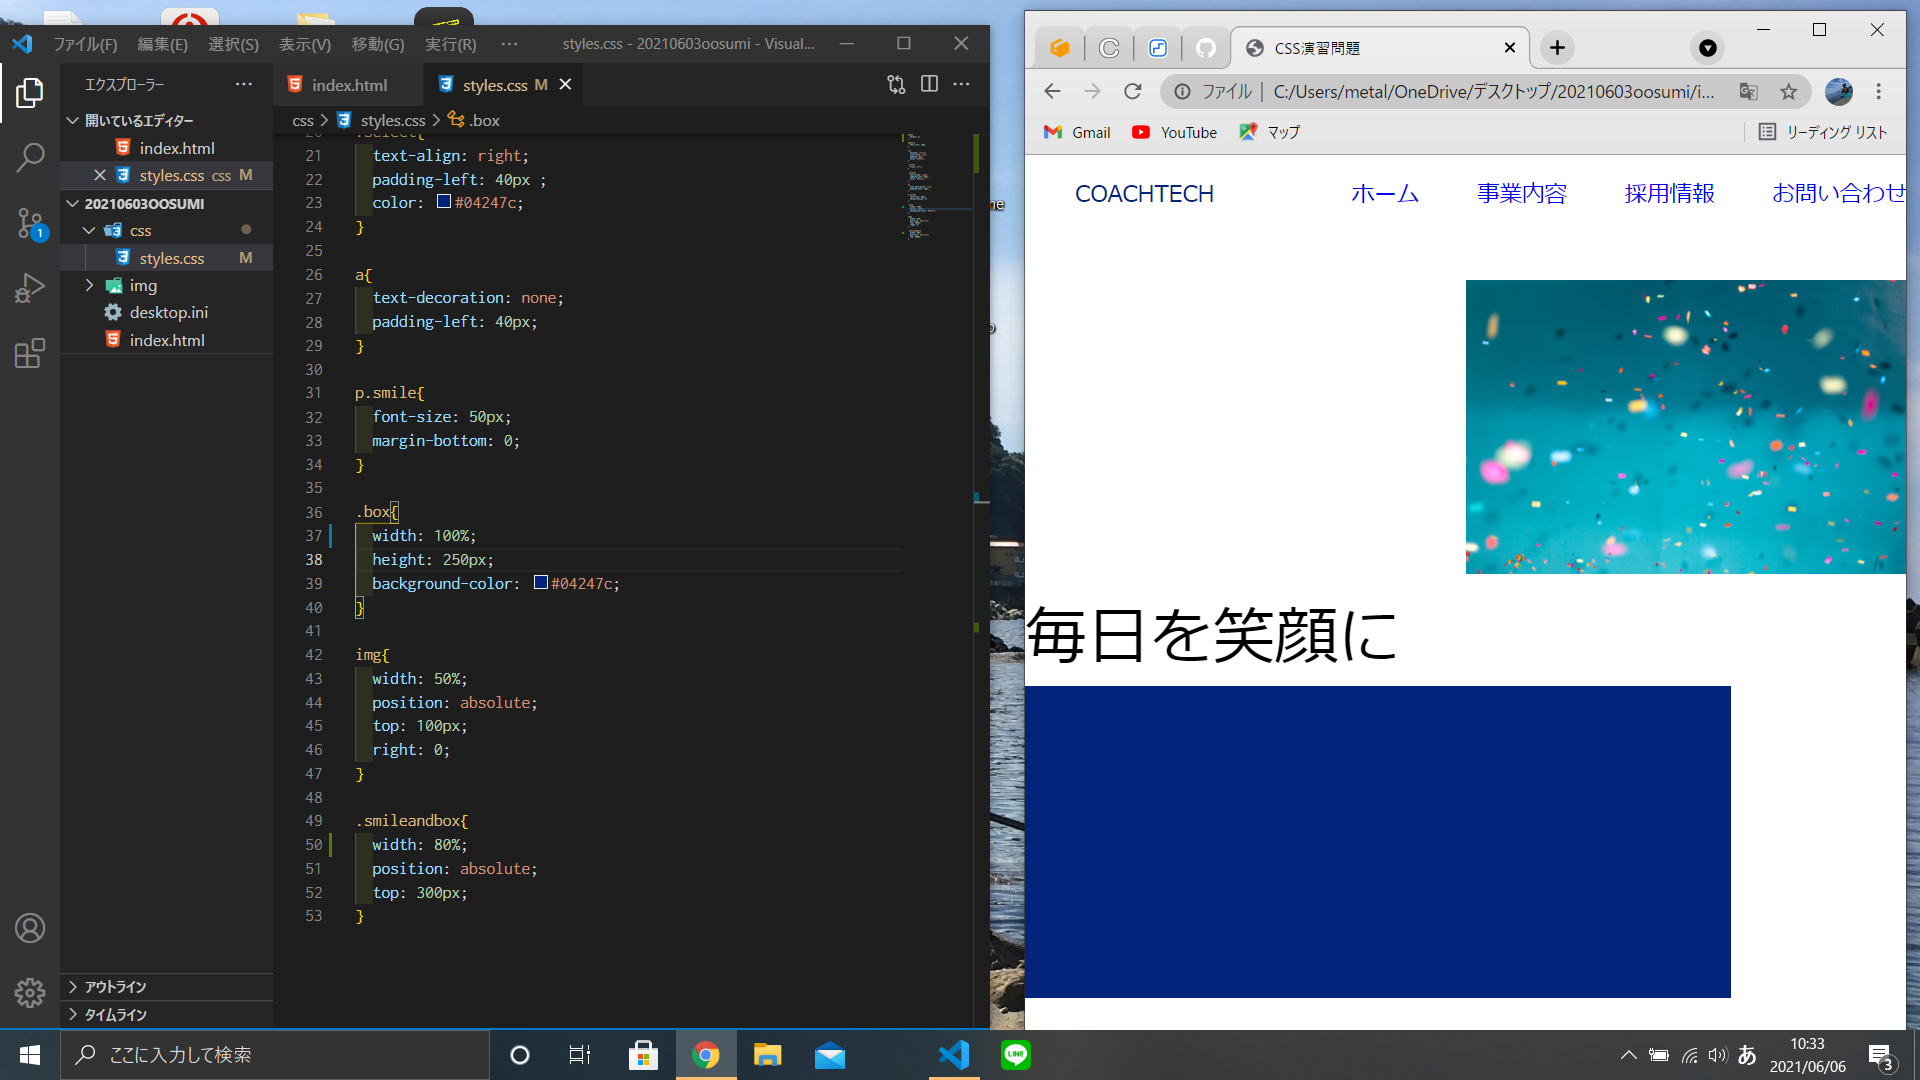 ファイル(F) 編集(E) 選択(S) 表示(V) 移動(G) 実行(R) ··· styles.css - 20210603oosumi - Visual...
エクスプローラー ···
開いているエディター
index.html
styles.css css M
20210603OOSUMI
css
styles.css M
img
desktop.ini
index.html
アウトライン
タイムライン
1
index.html
styles.css M
···
css > styles.css > .box
21 text-align: right;
22 padding-left: 40px ;
23 color: #04247c;
24 }
25
26 a{
27 text-decoration: none;
28 padding-left: 40px;
29 }
30
31 p.smile{
32 font-size: 50px;
33 margin-bottom: 0;
34 }
35
36 .box{
37 width: 100%;
38 height: 250px;
39 background-color: #04247c;
40 }
41
42 img{
43 width: 50%;
44 position: absolute;
45 top: 100px;
46 right: 0;
47 }
48
49 .smileandbox{
50 width: 80%;
51 position: absolute;
52 top: 300px;
53 }
CSS演習問題
ファイル | C:/Users/metal/OneDrive/デスクトップ/20210603oosumi/i...
Gmail YouTube マップ リーディング リスト
COACHTECH ホーム 事業内容 採用情報 お問い合わせ
毎日を笑顔に
ここに入力して検索
LINE
あ
10:33
2021/06/06
3